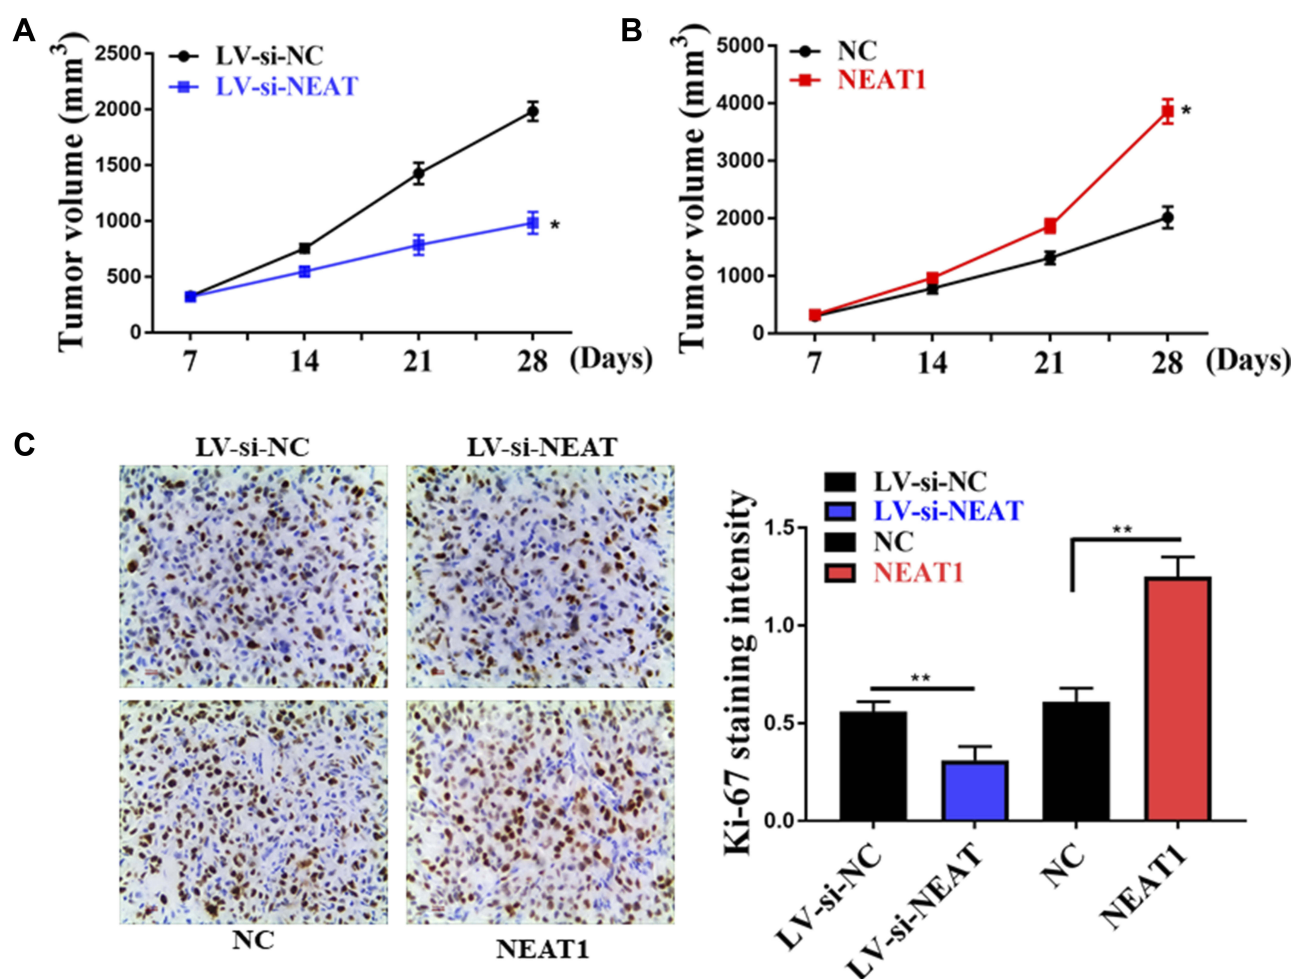 A
Tumor volume (mm³)
2500
2000
1500
1000
500
0
LV-si-NC
LV-si-NEAT
*
7 14 21 28 (Days)
B
Tumor volume (mm³)
5000
4000
3000
2000
1000
0
NC
NEAT1
*
7 14 21 28 (Days)
C
LV-si-NC LV-si-NEAT
NC NEAT1
Ki-67 staining intensity
LV-si-NC
LV-si-NEAT
NC
NEAT1
1.5
1.0
0.5
0.0
**
**
LV-si-NC
LV-si-NEAT
NC
NEAT1